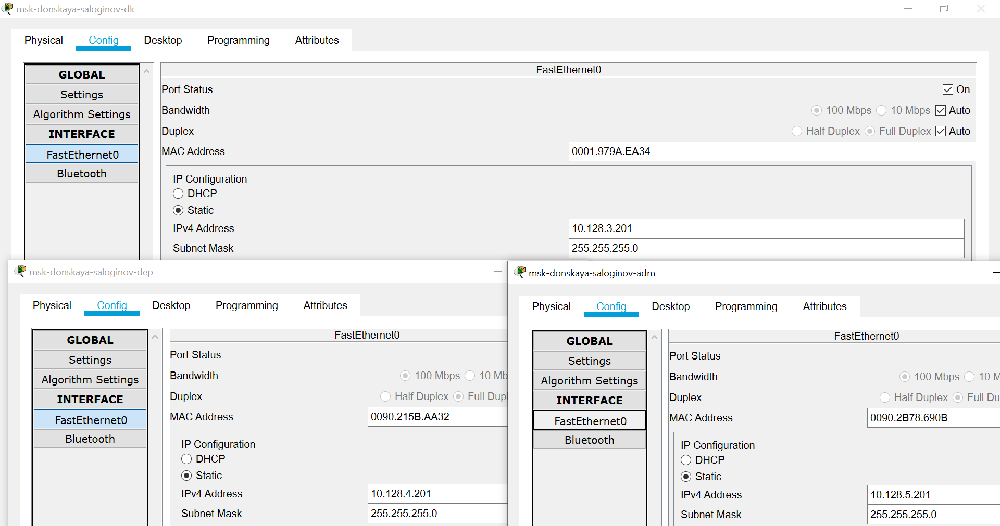 msk-donskaya-saloginov-dk
Physical Config Desktop Programming Attributes
GLOBAL
Settings
Algorithm Settings
INTERFACE
FastEthernet0
Bluetooth
FastEthernet0
Port Status On
Bandwidth 100 Mbps 10 Mbps Auto
Duplex Half Duplex Full Duplex Auto
MAC Address 0001.979A.EA34
IP Configuration
DHCP
Static
IPv4 Address 10.128.3.201
Subnet Mask 255.255.255.0
msk-donskaya-saloginov-dep
Physical Config Desktop Programming Attributes
GLOBAL
Settings
Algorithm Settings
INTERFACE
FastEthernet0
Bluetooth
FastEthernet0
Port Status
Bandwidth 100 Mbps 10 Mb
Duplex Half Duplex Full Dupl
MAC Address 0090.215B.AA32
IP Configuration
DHCP
Static
IPv4 Address 10.128.4.201
Subnet Mask 255.255.255.0
msk-donskaya-saloginov-adm
Physical Config Desktop Programming Attributes
GLOBAL
Settings
Algorithm Settings
INTERFACE
FastEthernet0
Bluetooth
FastEthernet0
Port Status
Bandwidth 100 Mbps 10 M
Duplex Half Duplex Full Du
MAC Address 0090.2B78.690B
IP Configuration
DHCP
Static
IPv4 Address 10.128.5.201
Subnet Mask 255.255.255.0